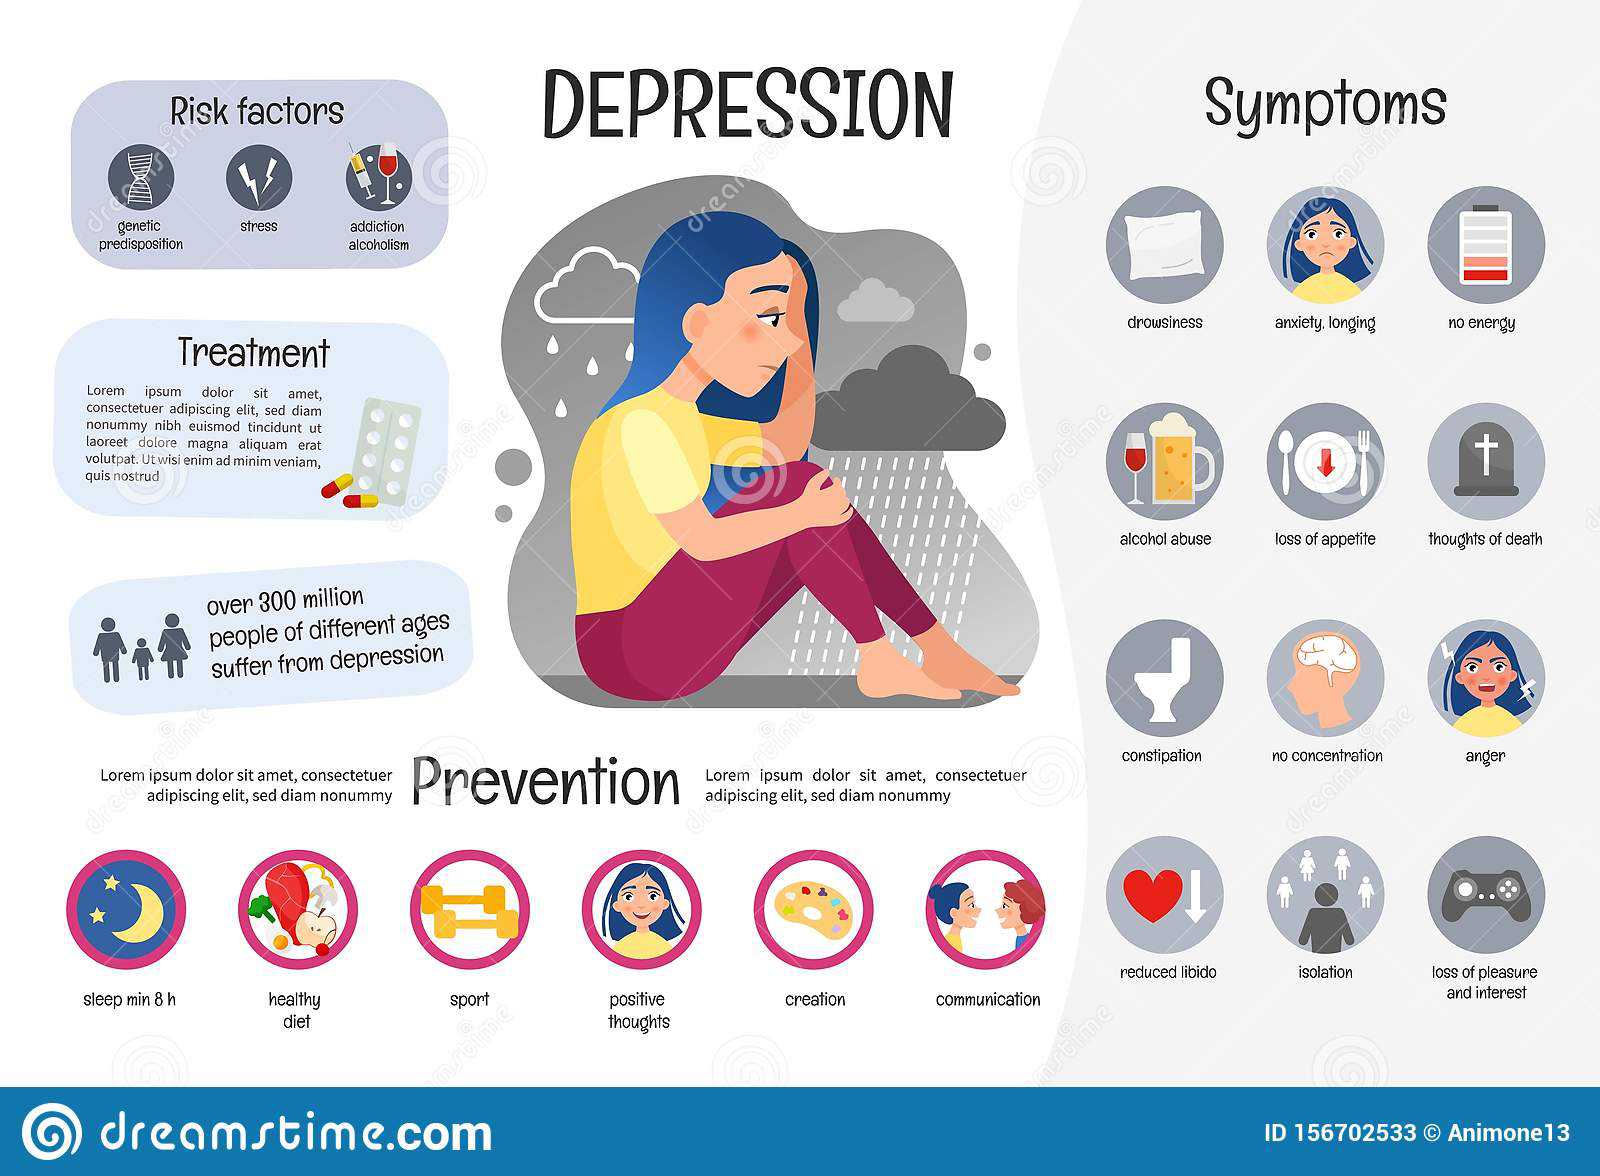 DEPRESSION
Risk factors
genetic
predisposition
stress
addiction
alcoholism
Treatment
Lorem ipsum dolor sit amet,
consectetuer adipiscing elit, sed diam
nonummy nibh euismod tincidunt ut
laoreet dolore magna aliquam erat
volutpat. Ut wisi enim ad minim veniam,
quis nostrud
over 300 million
people of different ages
suffer from depression
Prevention
Lorem ipsum dolor sit amet, consectetuer
adipiscing elit, sed diam nonummy
Lorem ipsum dolor sit amet, consectetuer
adipiscing elit, sed diam nonummy
sleep min 8 h
healthy
diet
sport
positive
thoughts
creation
communication
Symptoms
drowsiness
anxiety, longing
no energy
alcohol abuse
loss of appetite
thoughts of death
constipation
no concentration
anger
reduced libido
isolation
loss of pleasure
and interest
dreamstime
dreamstime.com
ID 156702533 © Animone13